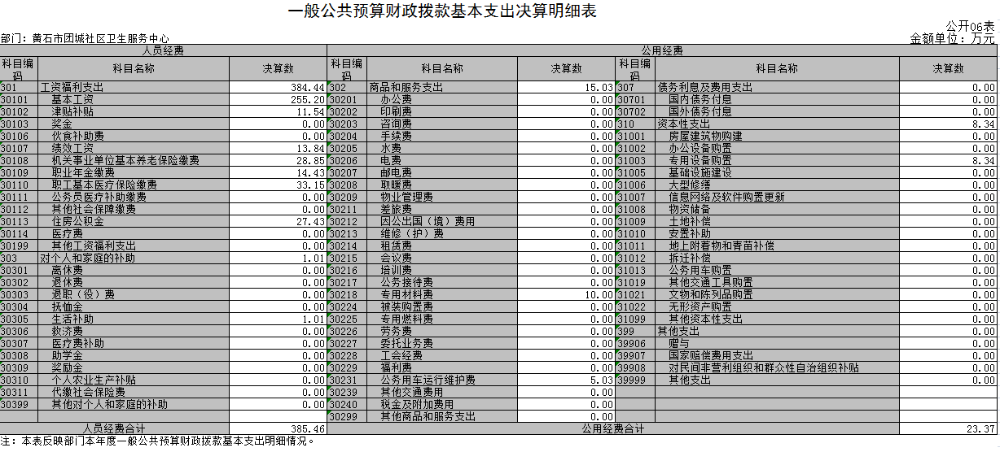 一般公共预算财政拨款基本支出决算明细表
公开06表
部门：黄石市团城社区卫生服务中心 金额单位：万元
人员经费 公用经费
科目编码 科目名称 决算数 科目编码 科目名称 决算数 科目编码 科目名称 决算数
301 工资福利支出 384.44 302 商品和服务支出 15.03 307 债务利息及费用支出 0.00
30101 基本工资 255.20 30201 办公费 0.00 30701 国内债务付息 0.00
30102 津贴补贴 11.54 30202 印刷费 0.00 30702 国外债务付息 0.00
30103 奖金 0.00 30203 咨询费 0.00 310 资本性支出 8.34
30106 伙食补助费 0.00 30204 手续费 0.00 31001 房屋建筑物购建 0.00
30107 绩效工资 13.84 30205 水费 0.00 31002 办公设备购置 0.00
30108 机关事业单位基本养老保险缴费 28.85 30206 电费 0.00 31003 专用设备购置 8.34
30109 职业年金缴费 14.43 30207 邮电费 0.00 31005 基础设施建设 0.00
30110 职工基本医疗保险缴费 33.15 30208 取暖费 0.00 31006 大型修缮 0.00
30111 公务员医疗补助缴费 0.00 30209 物业管理费 0.00 31007 信息网络及软件购置更新 0.00
30112 其他社会保障缴费 0.00 30211 差旅费 0.00 31008 物资储备 0.00
30113 住房公积金 27.43 30212 因公出国（境）费用 0.00 31009 土地补偿 0.00
30114 医疗费 0.00 30213 维修（护）费 0.00 31010 安置补助 0.00
30199 其他工资福利支出 0.00 30214 租赁费 0.00 31011 地上附着物和青苗补偿 0.00
303 对个人和家庭的补助 1.01 30215 会议费 0.00 31012 拆迁补偿 0.00
30301 离休费 0.00 30216 培训费 0.00 31013 公务用车购置 0.00
30302 退休费 0.00 30217 公务接待费 0.00 31019 其他交通工具购置 0.00
30303 退职（役）费 0.00 30218 专用材料费 10.00 31021 文物和陈列品购置 0.00
30304 抚恤金 0.00 30224 被装购置费 0.00 31022 无形资产购置 0.00
30305 生活补助 1.01 30225 专用燃料费 0.00 31099 其他资本性支出 0.00
30306 救济费 0.00 30226 劳务费 0.00 399 其他支出 0.00
30307 医疗费补助 0.00 30227 委托业务费 0.00 39906 赠与 0.00
30308 助学金 0.00 30228 工会经费 0.00 39907 国家赔偿费用支出 0.00
30309 奖励金 0.00 30229 福利费 0.00 39908 对民间非营利组织和群众性自治组织补贴 0.00
30310 个人农业生产补贴 0.00 30231 公务用车运行维护费 5.03 39999 其他支出 0.00
30311 代缴社会保险费 0.00 30239 其他交通费用 0.00
30399 其他对个人和家庭的补助 0.00 30240 税金及附加费用 0.00
30299 其他商品和服务支出 0.00
人员经费合计 385.46 公用经费合计 23.37
注：本表反映部门本年度一般公共预算财政拨款基本支出明细情况。